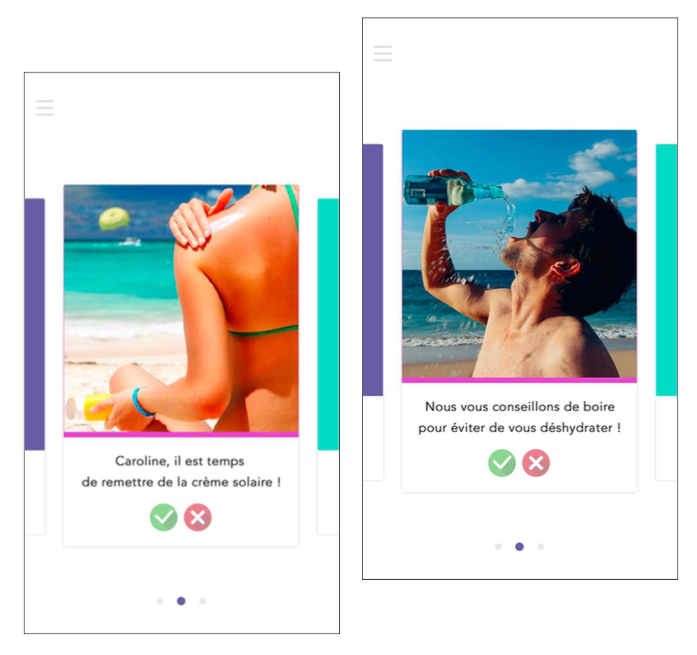 Caroline, il est temps
de remettre de la crème solaire !
Nous vous conseillons de boire
pour éviter de vous déshydrater !